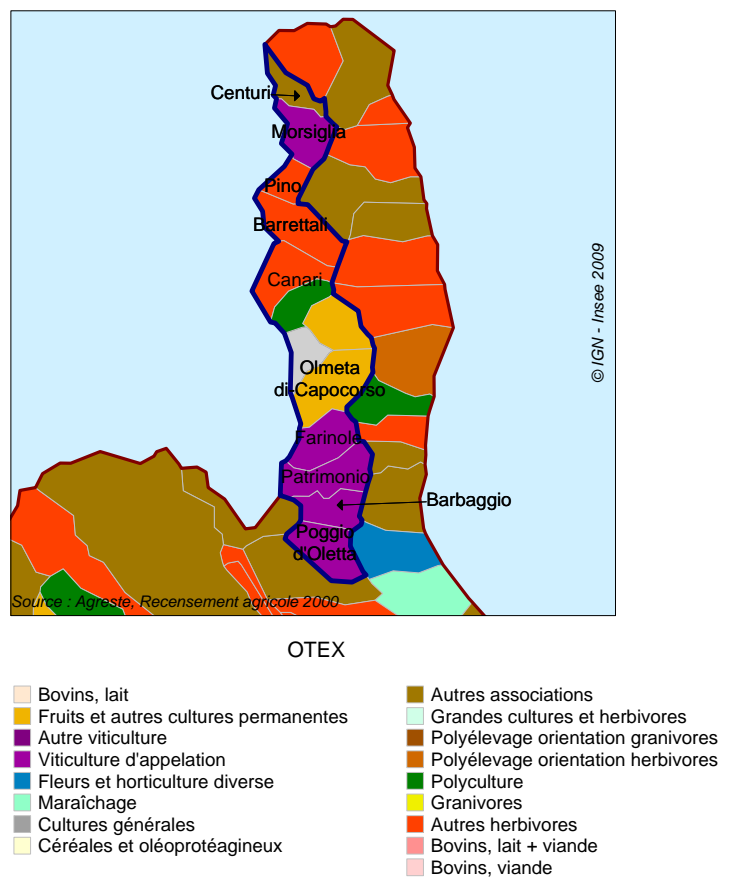 Centuri
Morsiglia
Pino
Barrettali
Canari
Olmeta
di-Capocorso
Farinole
Patrimonio
Barbaggio
Poggio
d'Oletta
© IGN - Insee 2009
Source : Agreste, Recensement agricole 2000
OTEX
Bovins, lait
Fruits et autres cultures permanentes
Autre viticulture
Viticulture d'appelation
Fleurs et horticulture diverse
Maraîchage
Cultures générales
Céréales et oléoprotéagineux
Autres associations
Grandes cultures et herbivores
Polyélevage orientation granivores
Polyélevage orientation herbivores
Polyculture
Granivores
Autres herbivores
Bovins, lait + viande
Bovins, viande